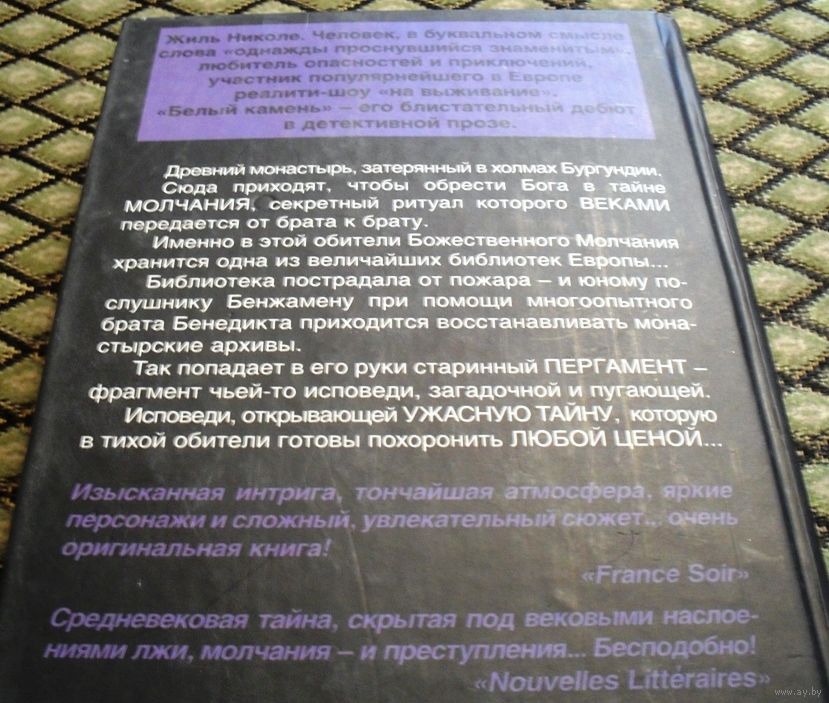 Жиль Николе. Человек, в буквальном смысле
слова «однажды проснувшийся знаменитым»,
любитель опасностей и приключений,
участник популярнейшего в Европе
реалити-шоу «на выживание».
«Белый камень» – его блистательный дебют
в детективной прозе.
Древний монастырь, затерянный в холмах Бургундии.
Сюда приходят, чтобы обрести Бога в тайне
МОЛЧАНИЯ, секретный ритуал которого ВЕКАМИ
передается от брата к брату.
Именно в этой обители Божественного Молчания
хранится одна из величайших библиотек Европы...
Библиотека пострадала от пожара – и юному по-
слушнику Бенжамену при помощи многоопытного
брата Бенедикта приходится восстанавливать мона-
стырские архивы.
Так попадает в его руки старинный ПЕРГАМЕНТ –
фрагмент чьей-то исповеди, загадочной и пугающей.
Исповеди, открывающей УЖАСНУЮ ТАЙНУ, которую
в тихой обители готовы похоронить ЛЮБОЙ ЦЕНОЙ...
Изысканная интрига, тончайшая атмосфера, яркие
персонажи и сложный, увлекательный сюжет... очень
оригинальная книга!
«France Soir»
Средневековая тайна, скрытая под вековыми наслое-
ниями лжи, молчания – и преступления... Бесподобно!
«Nouvelles Littéraires»
www.ay.by